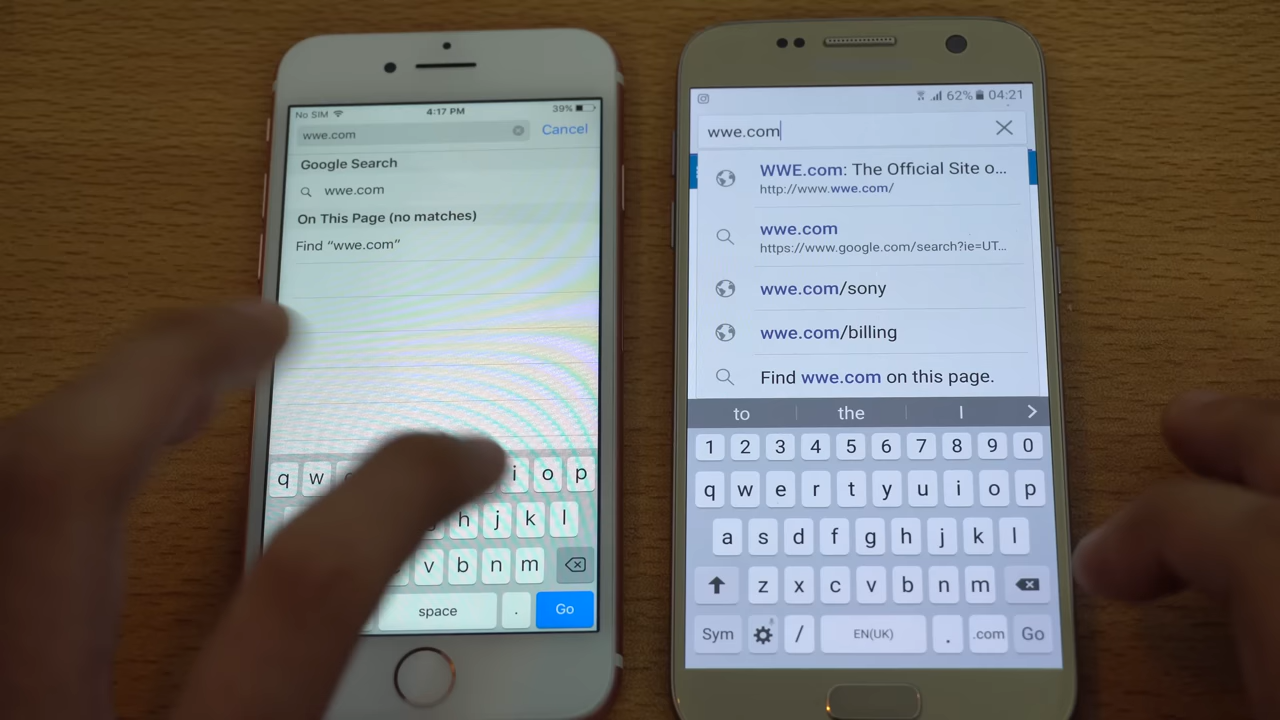 No SIM 4:17 PM 39%
wwe.com Cancel
Google Search
wwe.com
On This Page (no matches)
Find “wwe.com”
q w i o p
h j k l
v b n m
space . Go
62% 04:21
wwe.com
WWE.com: The Official Site o...
http://www.wwe.com/
wwe.com
https://www.google.com/search?ie=UT...
wwe.com/sony
wwe.com/billing
Find wwe.com on this page.
to the I
1 2 3 4 5 6 7 8 9 0
q w e r t y u i o p
a s d f g h j k l
z x c v b n m
Sym / EN(UK) . .com Go